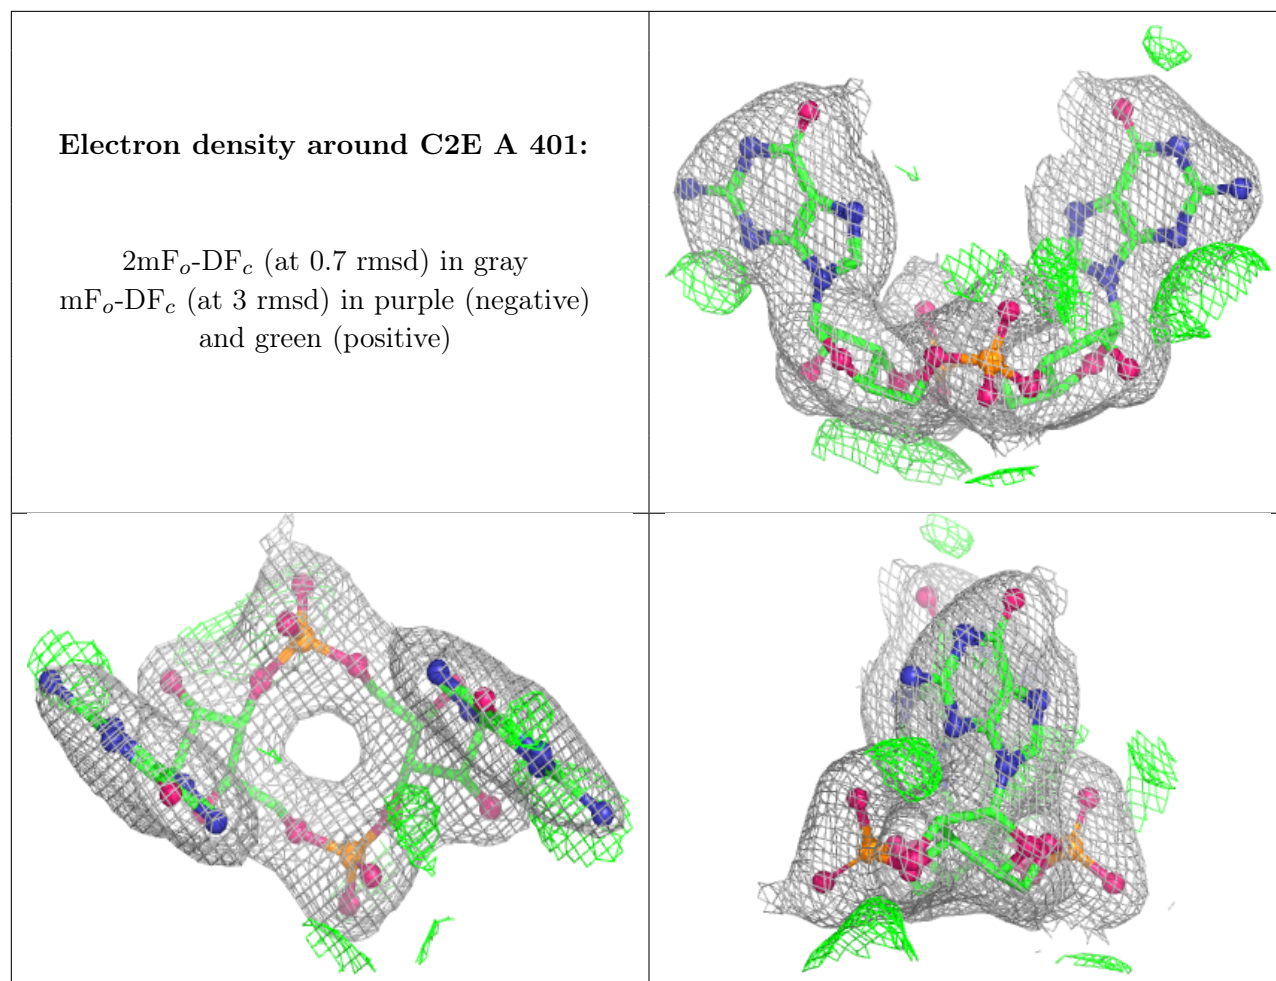 Electron density around C2E A 401:
2mFo-DFc (at 0.7 rmsd) in gray
mFo-DFc (at 3 rmsd) in purple (negative)
and green (positive)